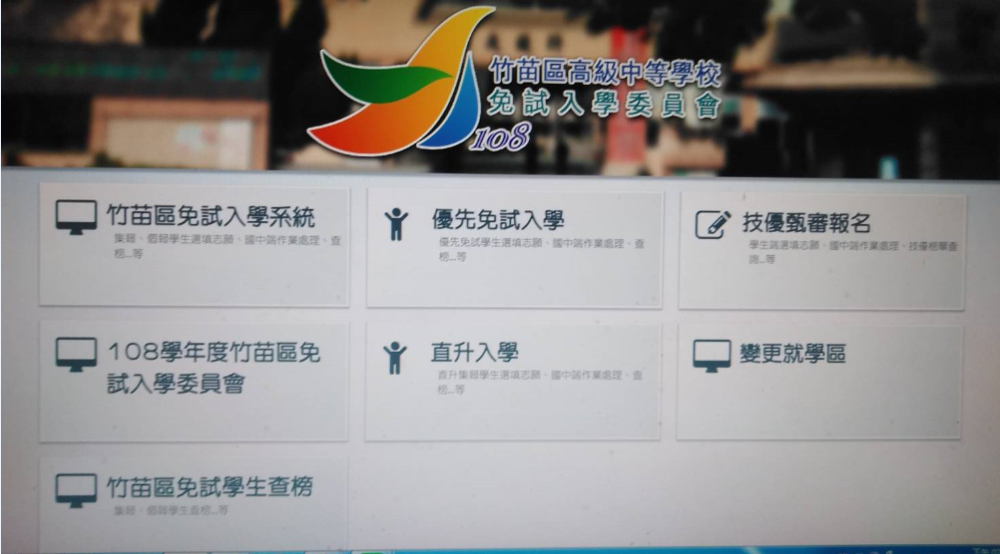 竹苗區高級中等學校
免試入學委員會
108
竹苗區免試入學系統
集報、個報學生選填志願、國中端作業處理、查
榜...等
優先免試入學
優先免試學生選填志願、國中端作業處理、查
榜...等
技優甄審報名
學生端選填志願、國中端作業處理、技優榜單查
詢...等
108學年度竹苗區免
試入學委員會
直升入學
直升集報學生選填志願、國中端作業處理、查
榜...等
變更就學區
竹苗區免試學生查榜
集報、個報學生查榜...等